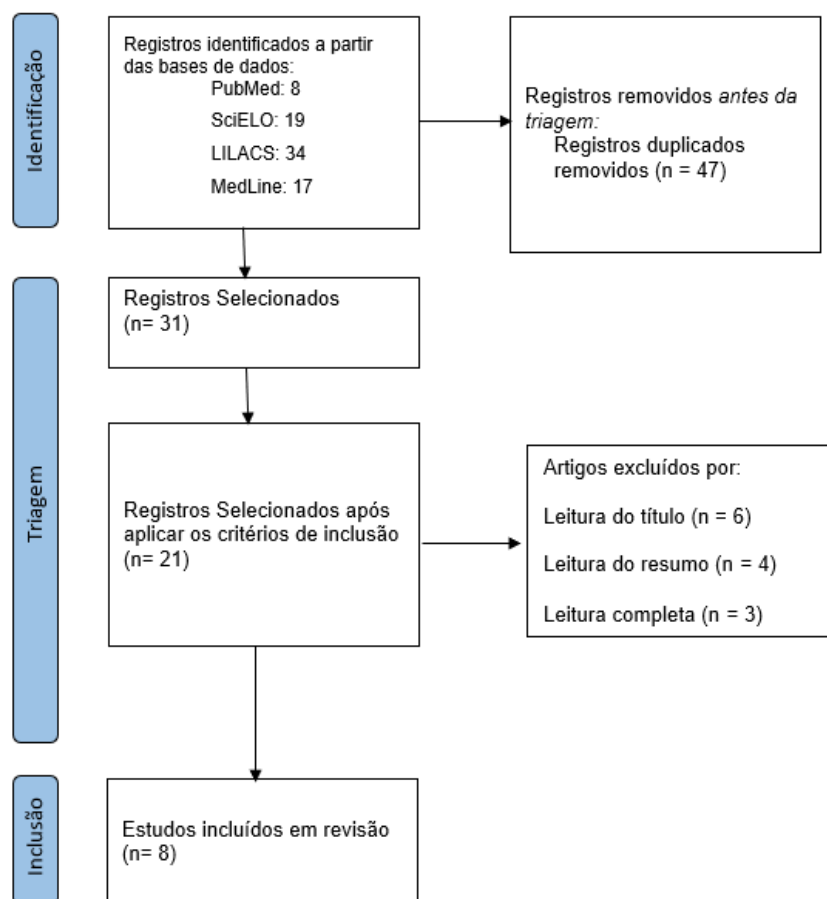 Identificação
Registros identificados a partir
das bases de dados:
PubMed: 8
SciELO: 19
LILACS: 34
MedLine: 17
Registros removidos antes da
triagem:
Registros duplicados
removidos (n = 47)
Triagem
Registros Selecionados
(n= 31)
Registros Selecionados após
aplicar os critérios de inclusão
(n= 21)
Artigos excluídos por:
Leitura do título (n = 6)
Leitura do resumo (n = 4)
Leitura completa (n = 3)
Inclusão
Estudos incluídos em revisão
(n= 8)